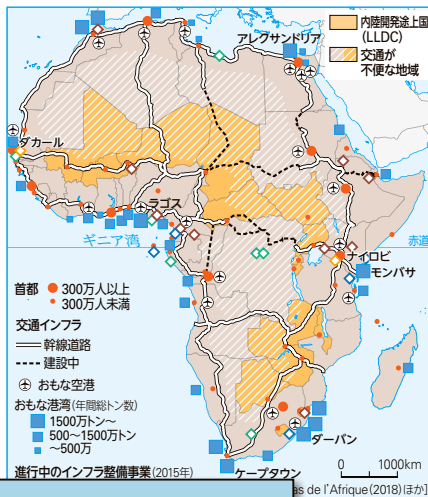 内陸開発途上国
(LLDC)
交通が
不便な地域
アレグサンドリア
ダカール
ラゴス
ギニア湾
赤道
ナイロビ
モンバサ
首都
300万人以上
300万人未満
交通インフラ
幹線道路
建設中
おもな空港
おもな港湾(年間総トン数)
1500万トン～
500～1500万トン
～500万
ダーバン
ケープタウン
0 1000km
進行中のインフラ整備事業(2015年)
as de l'Afrique(2018)ほか]